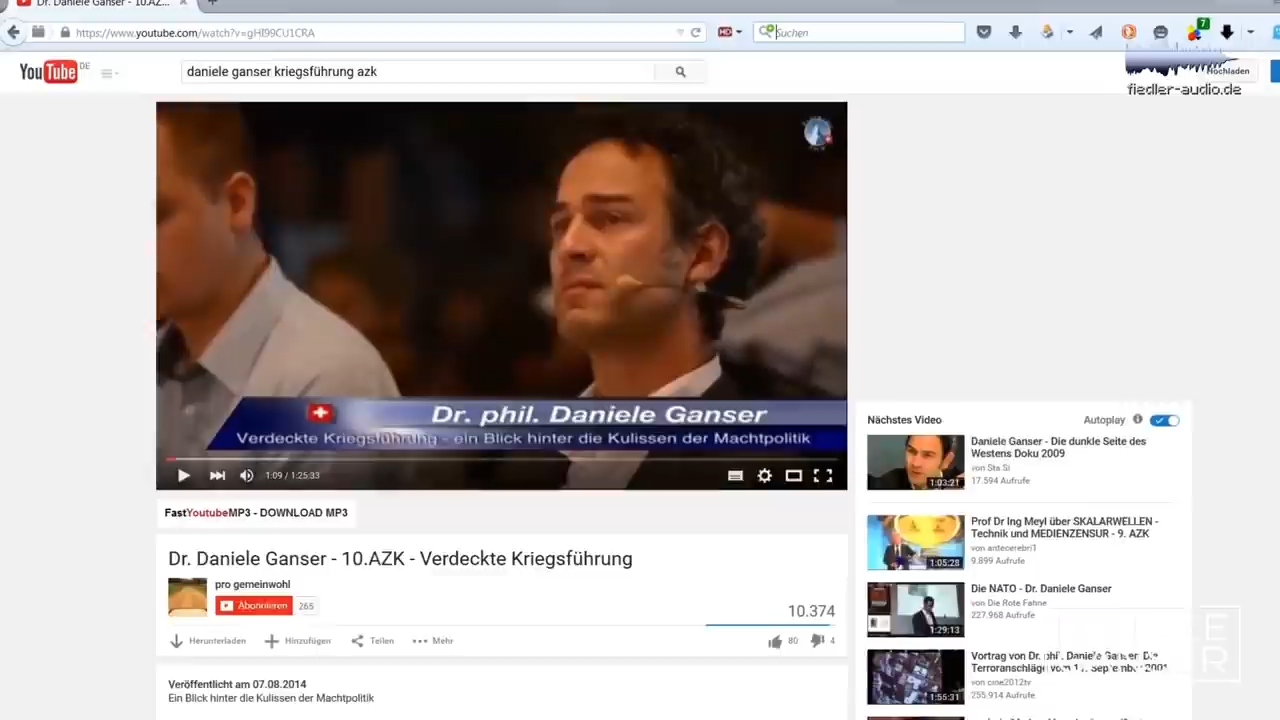 Dr. Daniele Ganser - 10.AZ...
https://www.youtube.com/watch?v=gHI99CU1CRA
HD
Suchen
7
YouTube DE
daniele ganser kriegsführung azk
Hochladen
fiedler-audio.de
Dr. phil. Daniele Ganser
Verdeckte Kriegsführung - ein Blick hinter die Kulissen der Machtpolitik
1:09 / 1:25:33
FastYoutubeMP3 - DOWNLOAD MP3
Dr. Daniele Ganser - 10.AZK - Verdeckte Kriegsführung
pro gemeinwohl
Abonnieren 265
10.374
Herunterladen
Hinzufügen
Teilen
Mehr
80
4
Veröffentlicht am 07.08.2014
Ein Blick hinter die Kulissen der Machtpolitik
Nächstes Video
Autoplay
Daniele Ganser - Die dunkle Seite des
Westens Doku 2009
von Sta Si
17.594 Aufrufe
1:03:21
Prof Dr Ing Meyl über SKALARWELLEN -
Technik und MEDIENZENSUR - 9. AZK
von antecerebri1
9.899 Aufrufe
1:05:28
Die NATO - Dr. Daniele Ganser
von Die Rote Fahne
227.968 Aufrufe
1:29:13
Vortrag von Dr. phil. Daniele Ganser: Die
Terroranschläge vom 11. September 2001
von cine2012tv
255.914 Aufrufe
1:55:31